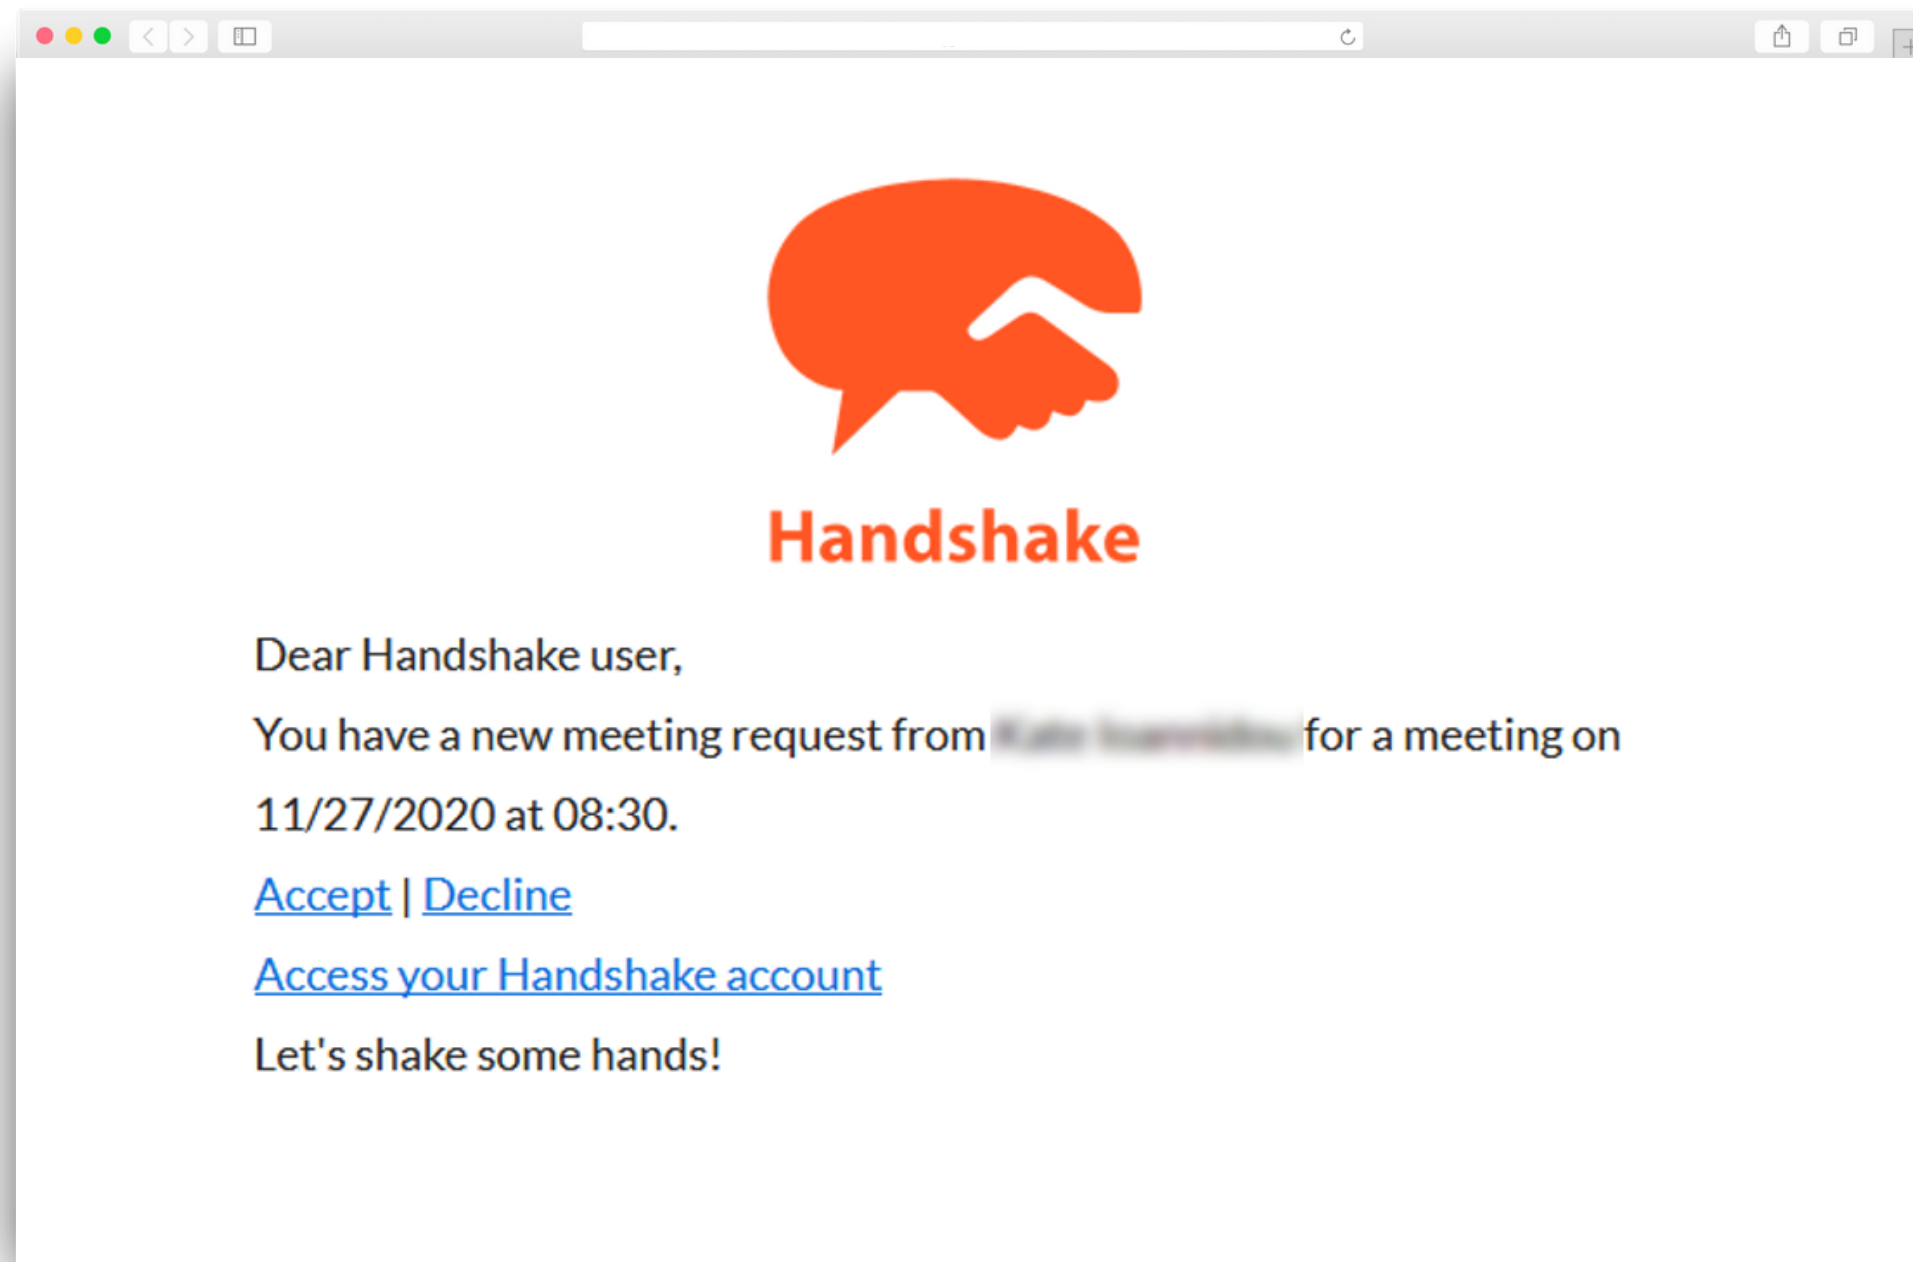 Handshake
Dear Handshake user,
You have a new meeting request from for a meeting on
11/27/2020 at 08:30.
Accept | Decline
Access your Handshake account
Let's shake some hands!